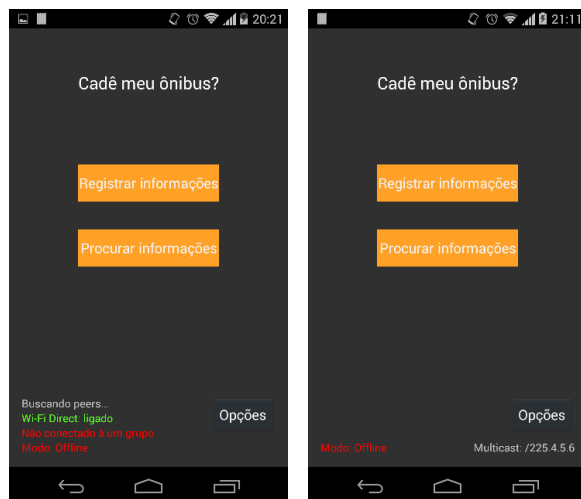 20:21
Cadê meu ônibus?
Registrar informações
Procurar informações
Buscando peers...
Wi-Fi Direct: ligado
Não conectado à um grupo
Modo: Offline
Opções
21:11
Cadê meu ônibus?
Registrar informações
Procurar informações
Opções
Modo: Offline
Multicast: /225.4.5.6